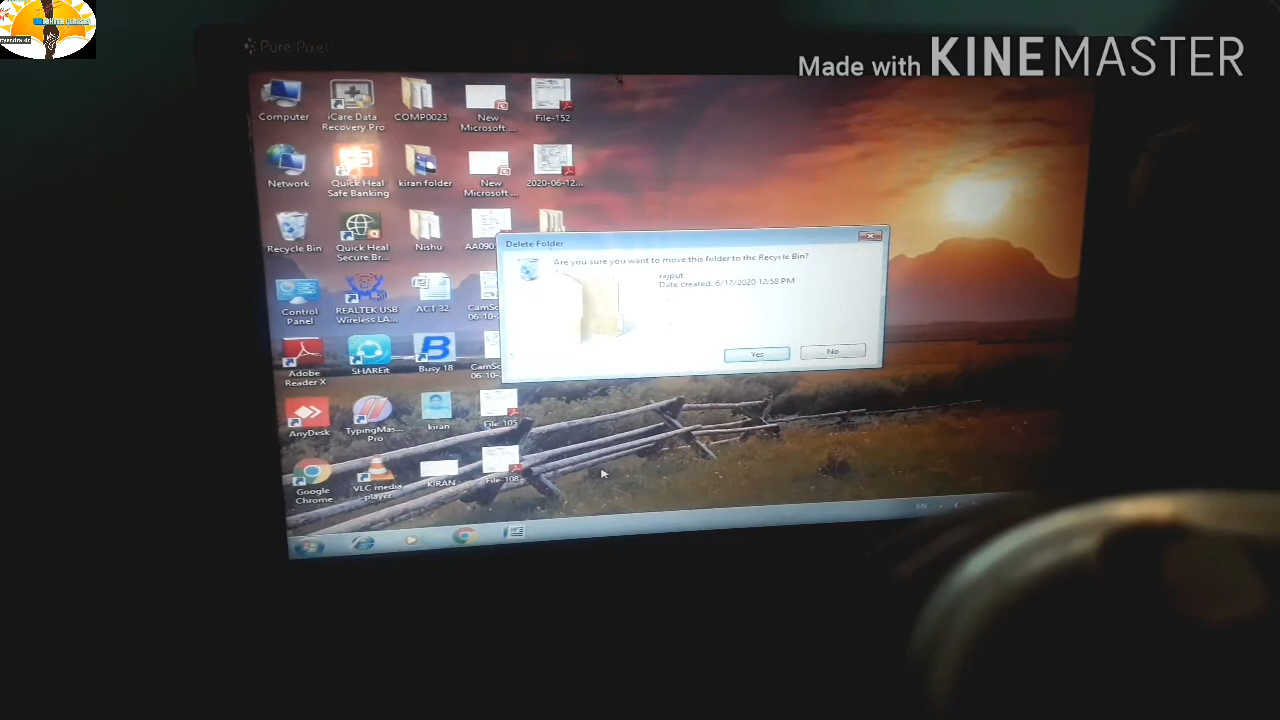 Made with KINEMASTER
Pure Pixel
Computer
iCare Data
Recovery Pro
COMP0023
New
Microsoft ...
File-152
Network
Quick Heal
Safe Banking
kiran folder
New
Microsoft ...
2020-06-12...
Recycle Bin
Quick Heal
Secure Br...
Nishu
AA090
Control
Panel
REALTEK USB
Wireless LA...
ACT 32
CamSc
06-10-
Adobe
Reader X
SHAREit
Busy 18
CamSc
06-10-
AnyDesk
TypingMas...
Pro
kiran
File-105
Google
Chrome
VLC media
player
KIRAN
File-108
Delete Folder
Are you sure you want to move this folder to the Recycle Bin?
rajput
Date created: 6/17/2020 12:58 PM
Yes
No
EN